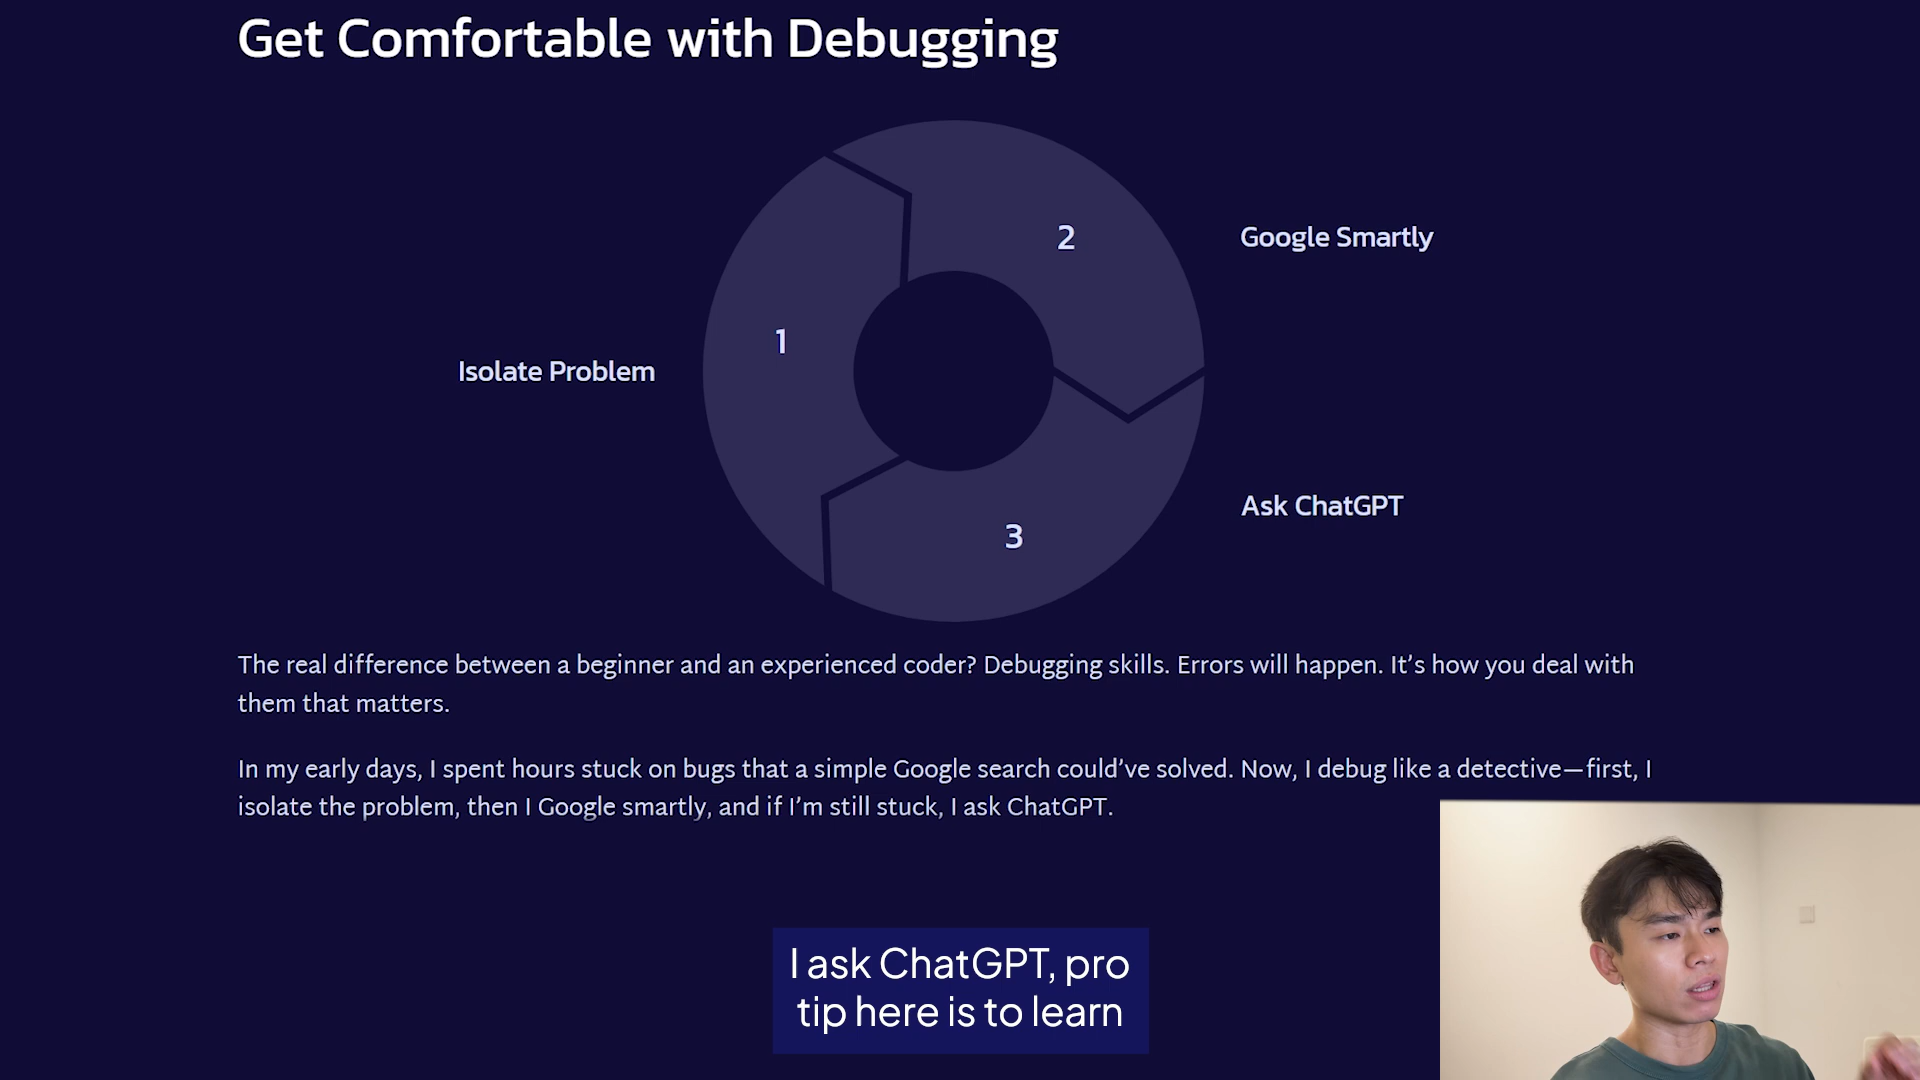 Get Comfortable with Debugging
2
Google Smartly
1
Isolate Problem
Ask ChatGPT
3
The real difference between a beginner and an experienced coder? Debugging skills. Errors will happen. It’s how you deal with
them that matters.
In my early days, I spent hours stuck on bugs that a simple Google search could’ve solved. Now, I debug like a detective—first, I
isolate the problem, then I Google smartly, and if I’m still stuck, I ask ChatGPT.
I ask ChatGPT, pro
tip here is to learn